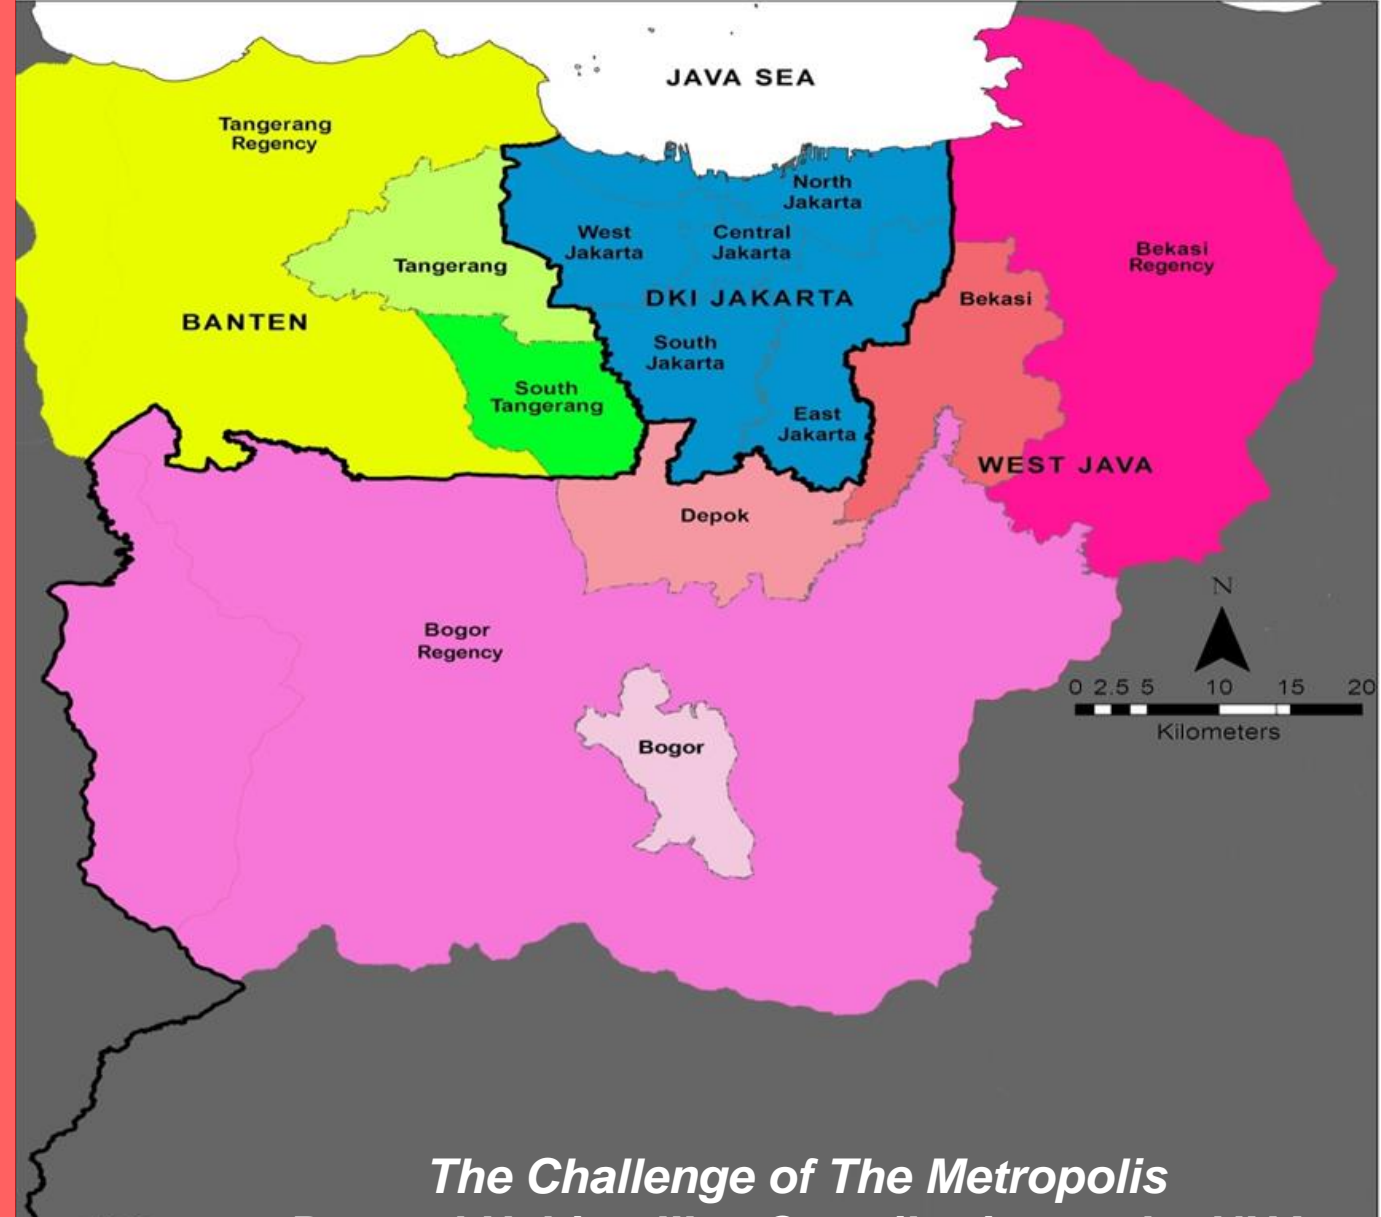 JAVA SEA
Tangerang
Regency
North
Jakarta
West
Jakarta
Central
Jakarta
Bekasi
Regency
Tangerang
DKI JAKARTA
Bekasi
BANTEN
South
Jakarta
South
Tangerang
East
Jakarta
WEST JAVA
Depok
N
Bogor
Regency
0 2.5 5 10 15 20
Kilometers
Bogor
The Challenge of The Metropolis